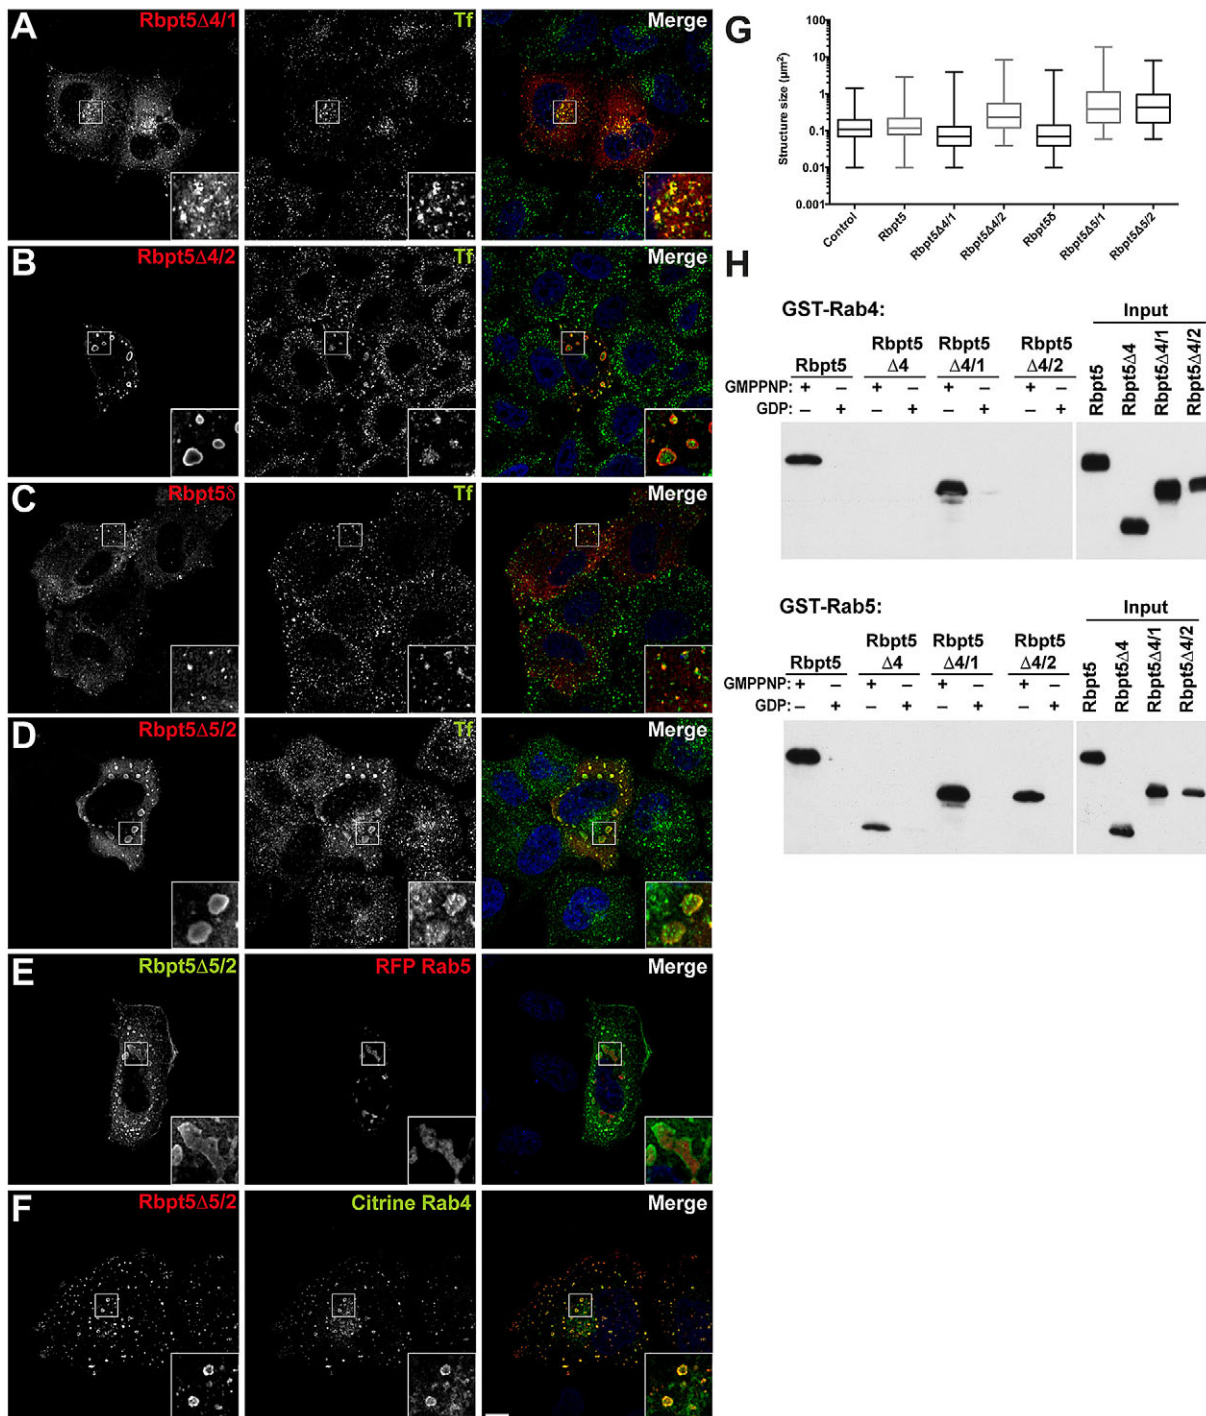 A Rbpt5Δ4/1 Tf Merge
B Rbpt5Δ4/2 Tf Merge
C Rbpt5δ Tf Merge
D Rbpt5Δ5/2 Tf Merge
E Rbpt5Δ5/2 RFP Rab5 Merge
F Rbpt5Δ5/2 Citrine Rab4 Merge
G
Structure size (µm²)
100
10
1
0.1
0.01
0.001
Control Rbpt5 Rbpt5Δ4/1 Rbpt5Δ4/2 Rbpt5δ Rbpt5Δ5/1 Rbpt5Δ5/2
H
GST-Rab4: Input
Rbpt5 Rbpt5 Rbpt5
Rbpt5 Δ4 Δ4/1 Δ4/2
Rbpt5 Rbpt5Δ4 Rbpt5Δ4/1 Rbpt5Δ4/2
GMPPNP: + – + – + – + –
GDP: – + – + – + – +
GST-Rab5: Input
Rbpt5 Rbpt5 Rbpt5
Rbpt5 Δ4 Δ4/1 Δ4/2
Rbpt5 Rbpt5Δ4 Rbpt5Δ4/1 Rbpt5Δ4/2
GMPPNP: + – + – + – + –
GDP: – + – + – + – +